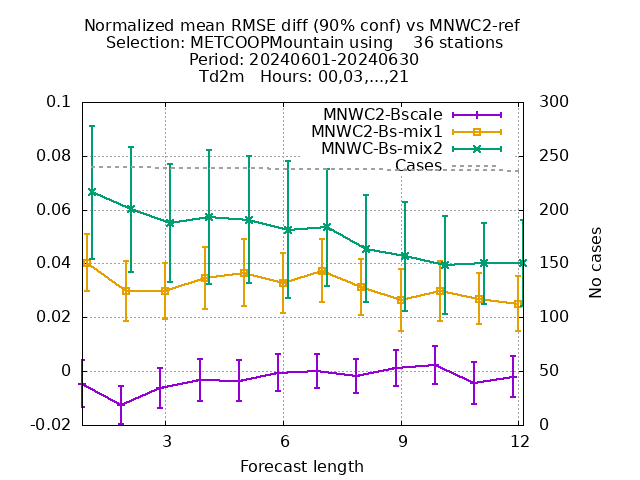 Normalized mean RMSE diff (90% conf) vs MNWC2-ref
Selection: METCOOPMountain using    36 stations
Period: 20240601-20240630
Td2m   Hours: 00,03,...,21
MNWC2-Bscale
MNWC2-Bs-mix1
MNWC-Bs-mix2
Cases
0.1
0.08
0.06
0.04
0.02
0
-0.02
300
250
200
150
100
50
0
No cases
3
6
9
12
Forecast length